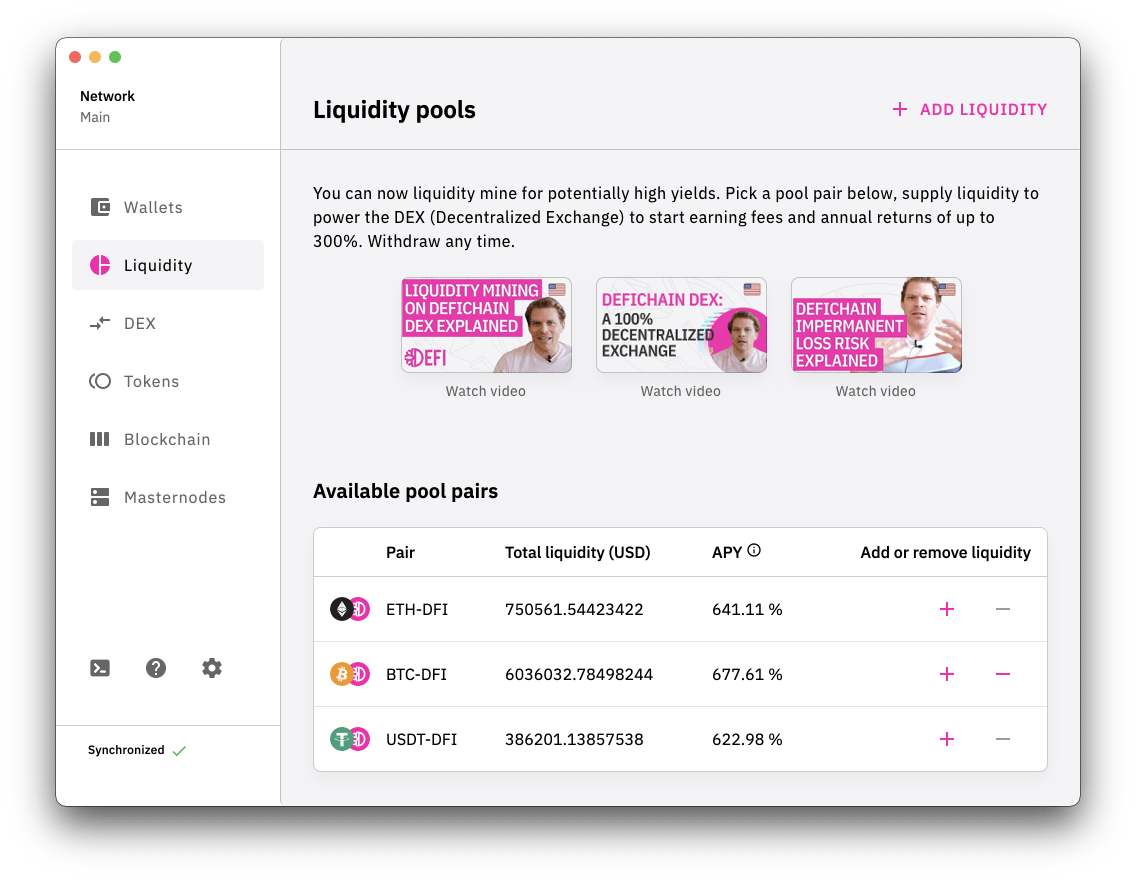 Network
Main
Wallets
Liquidity
DEX
Tokens
Blockchain
Masternodes
Synchronized
Liquidity pools
+ ADD LIQUIDITY
You can now liquidity mine for potentially high yields. Pick a pool pair below, supply liquidity to
power the DEX (Decentralized Exchange) to start earning fees and annual returns of up to
300%. Withdraw any time.
LIQUIDITY MINING
ON DEFICHAIN
DEX EXPLAINED
DEFI
Watch video
DEFICHAIN DEX:
A 100%
DECENTRALIZED
EXCHANGE
Watch video
DEFICHAIN
IMPERMANENT
LOSS RISK
EXPLAINED
Watch video
Available pool pairs
Pair Total liquidity (USD) APY Add or remove liquidity
ETH-DFI 750561.54423422 641.11 %
BTC-DFI 6036032.78498244 677.61 %
USDT-DFI 386201.13857538 622.98 %